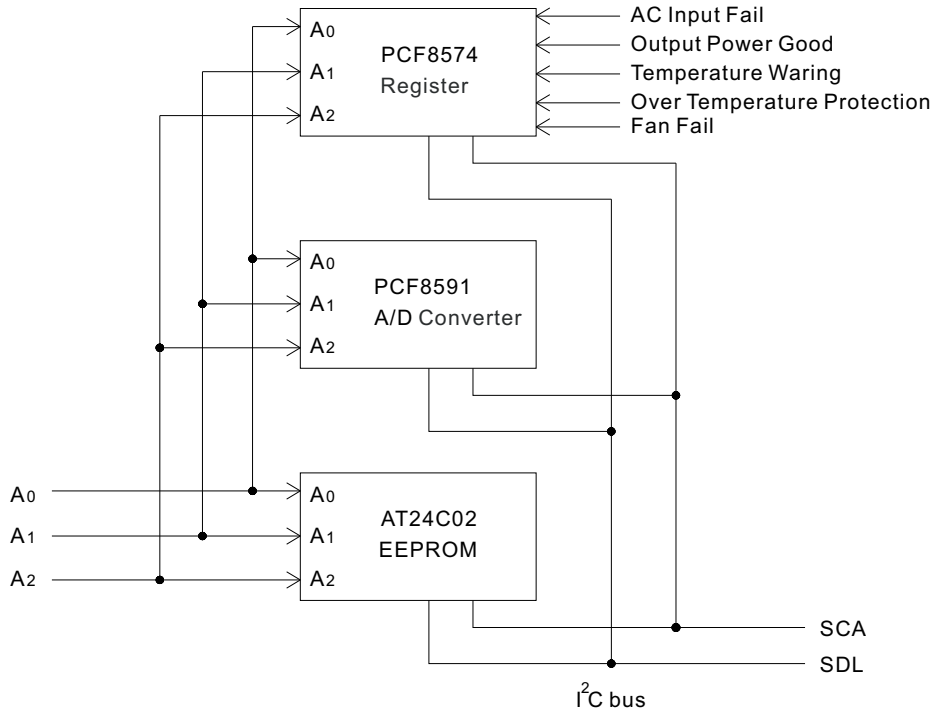 A0
A1
A2
PCF8574
Register
AC Input Fail
Output Power Good
Temperature Waring
Over Temperature Protection
Fan Fail
A0
A1
A2
PCF8591
A/D Converter
A0
A1
A2
A0
A1
A2
AT24C02
EEPROM
SCA
SDL
I²C bus